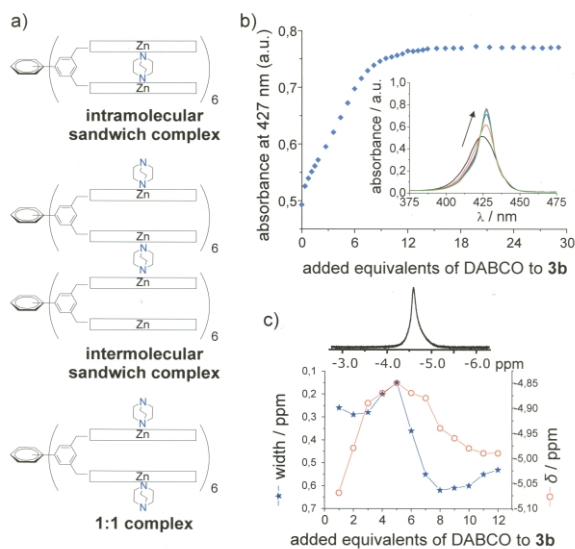 a)
Zn
N
N
Zn
6
intramolecular
sandwich complex
N
N
Zn
Zn
N
N
Zn
Zn
6
intermolecular
sandwich complex
N
N
Zn
Zn
N
N
6
1:1 complex
b)
absorbance at 427 nm (a.u.)
0,8
0,7
0,6
0,5
0 3 6 9 12 15 18 21 24 27 30
added equivalents of DABCO to 3b
absorbance / a.u.
1,0
0,8
0,6
0,4
0,2
0,0
375 400 425 450 475
λ / nm
c)
-3.0 -4.0 -5.0 -6.0 ppm
width / ppm
0,1
0,2
0,3
0,4
0,5
0,6
0,7
-4,85
-4,90
-4,95
-5,00
-5,05
-5,10
δ / ppm
0 2 4 6 8 10 12
added equivalents of DABCO to 3b